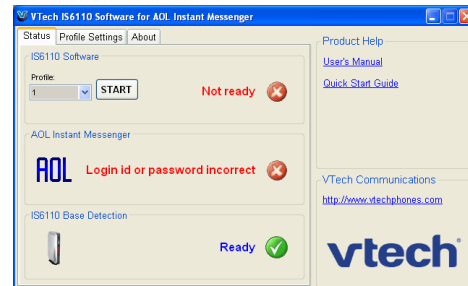 VTech IS6110 Software for AOL Instant Messenger
Status Profile Settings About
IS6110 Software
Profile:
1 START Not ready
AOL Instant Messenger
AOL Login id or password incorrect
IS6110 Base Detection
Ready
Product Help
User's Manual
Quick Start Guide
VTech Communications
http://www.vtechphones.com
vtech